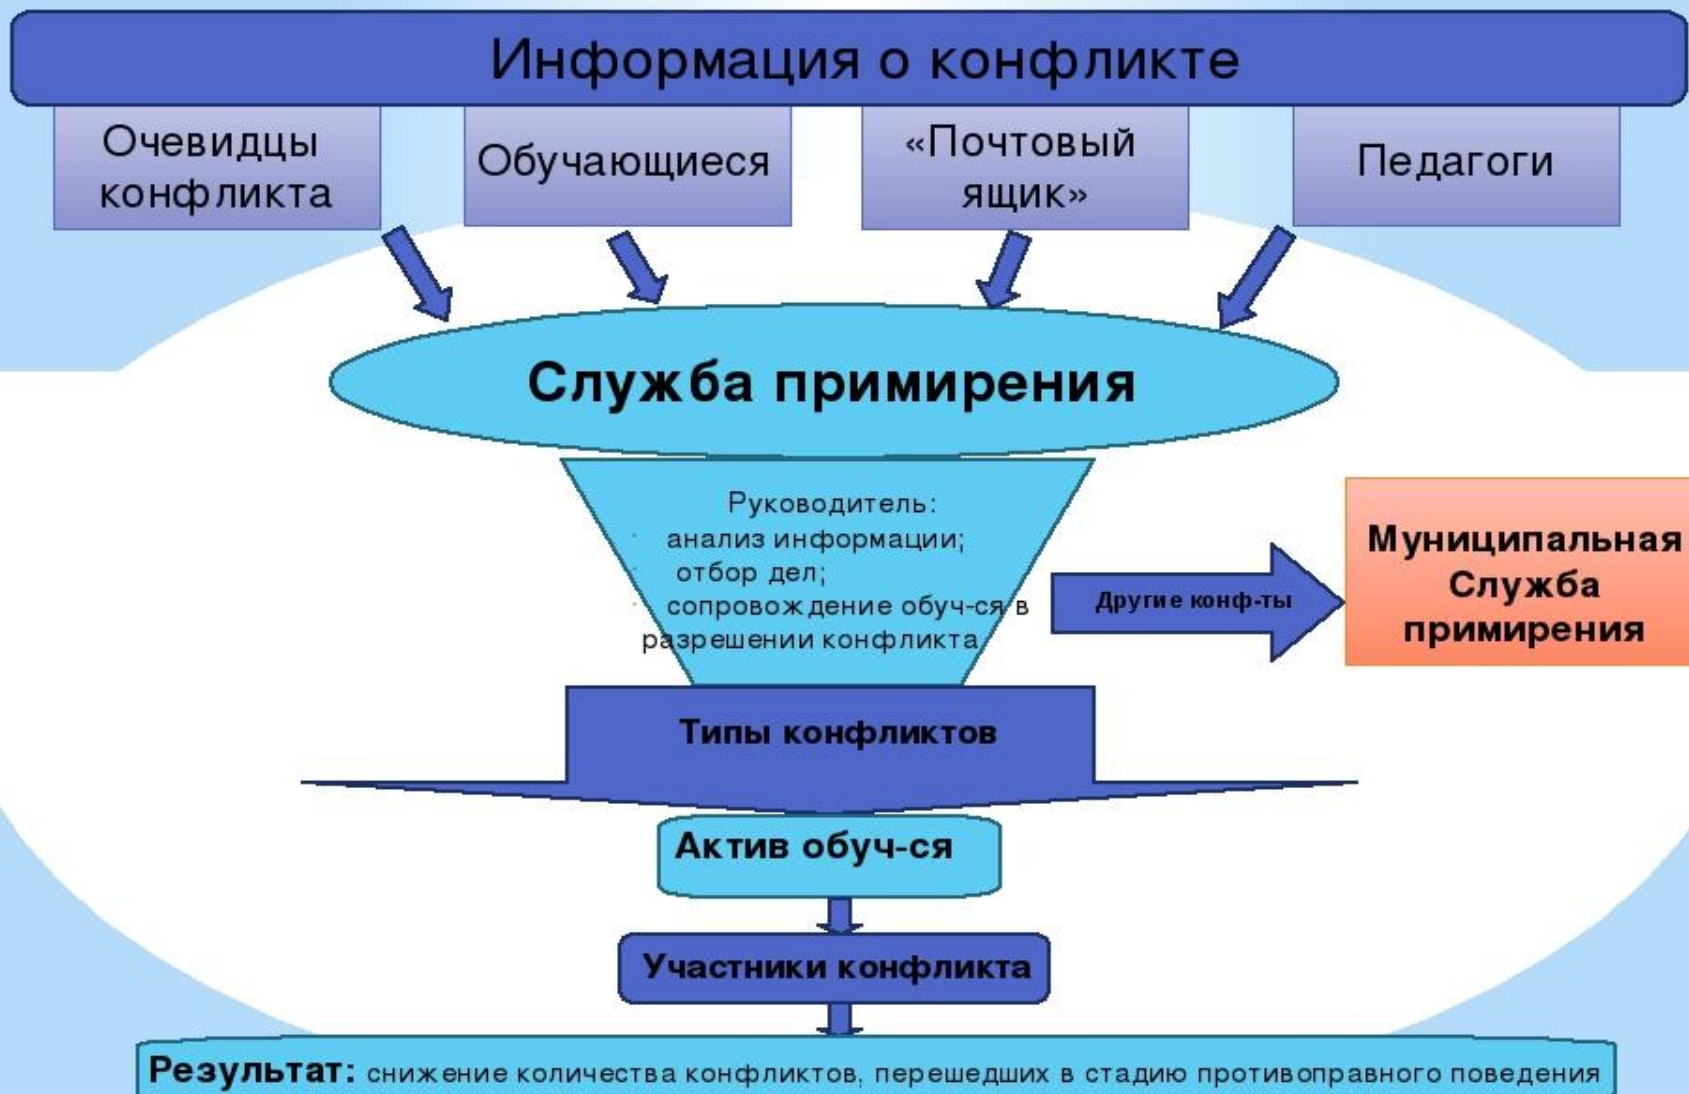 Информация о конфликте
Очевидцы
конфликта
Обучающиеся
«Почтовый
ящик»
Педагоги
Служба примирения
Руководитель:
анализ информации;
отбор дел;
сопровождение обуч-ся в
разрешении конфликта
Другие конф-ты
Муниципальная
Служба
примирения
Типы конфликтов
Актив обуч-ся
Участники конфликта
Результат: снижение количества конфликтов, перешедших в стадию противоправного поведения